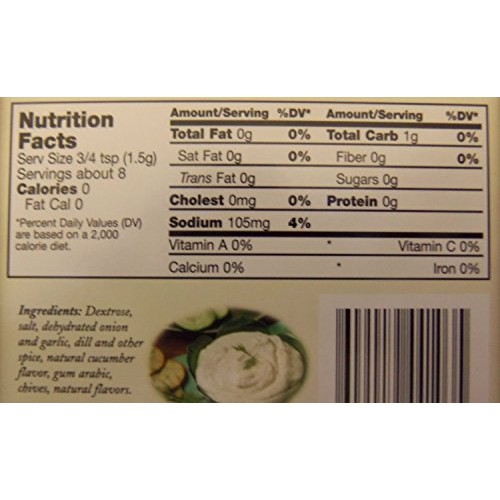 Nutrition
Facts
Serv Size 3/4 tsp (1.5g)
Servings about 8
Calories 0
Fat Cal 0
*Percent Daily Values (DV)
are based on a 2,000
calorie diet.
Amount/Serving %DV* Amount/Serving %DV*
Total Fat 0g 0% Total Carb 1g 0%
Sat Fat 0g 0% Fiber 0g 0%
Trans Fat 0g Sugars 0g
Cholest 0mg 0% Protein 0g
Sodium 105mg 4%
Vitamin A 0% * Vitamin C 0%
Calcium 0% * Iron 0%
Ingredients: Dextrose,
salt, dehydrated onion
and garlic, dill and other
spice, natural cucumber
flavor, gum arabic,
chives, natural flavors.